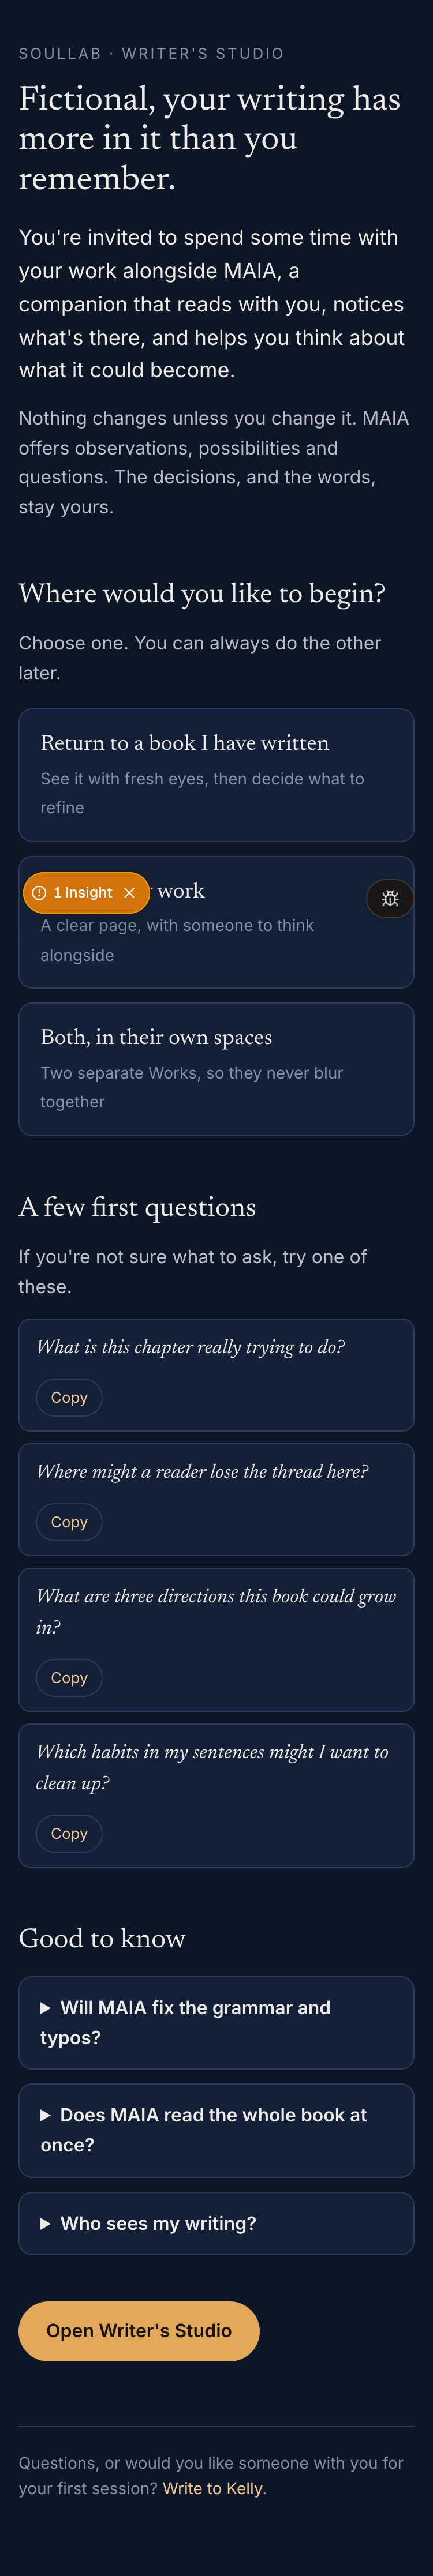 SOULLAB · WRITER'S STUDIO
Fictional, your writing has
more in it than you
remember.
You're invited to spend some time with
your work alongside MAIA, a
companion that reads with you, notices
what's there, and helps you think about
what it could become.
Nothing changes unless you change it. MAIA
offers observations, possibilities and
questions. The decisions, and the words,
stay yours.
Where would you like to begin?
Choose one. You can always do the other
later.
Return to a book I have written
See it with fresh eyes, then decide what to
refine
1 Insight
work
A clear page, with someone to think
alongside
Both, in their own spaces
Two separate Works, so they never blur
together
A few first questions
If you're not sure what to ask, try one of
these.
What is this chapter really trying to do?
Copy
Where might a reader lose the thread here?
Copy
What are three directions this book could grow
in?
Copy
Which habits in my sentences might I want to
clean up?
Copy
Good to know
Will MAIA fix the grammar and
typos?
Does MAIA read the whole book at
once?
Who sees my writing?
Open Writer's Studio
Questions, or would you like someone with you for
your first session? Write to Kelly.